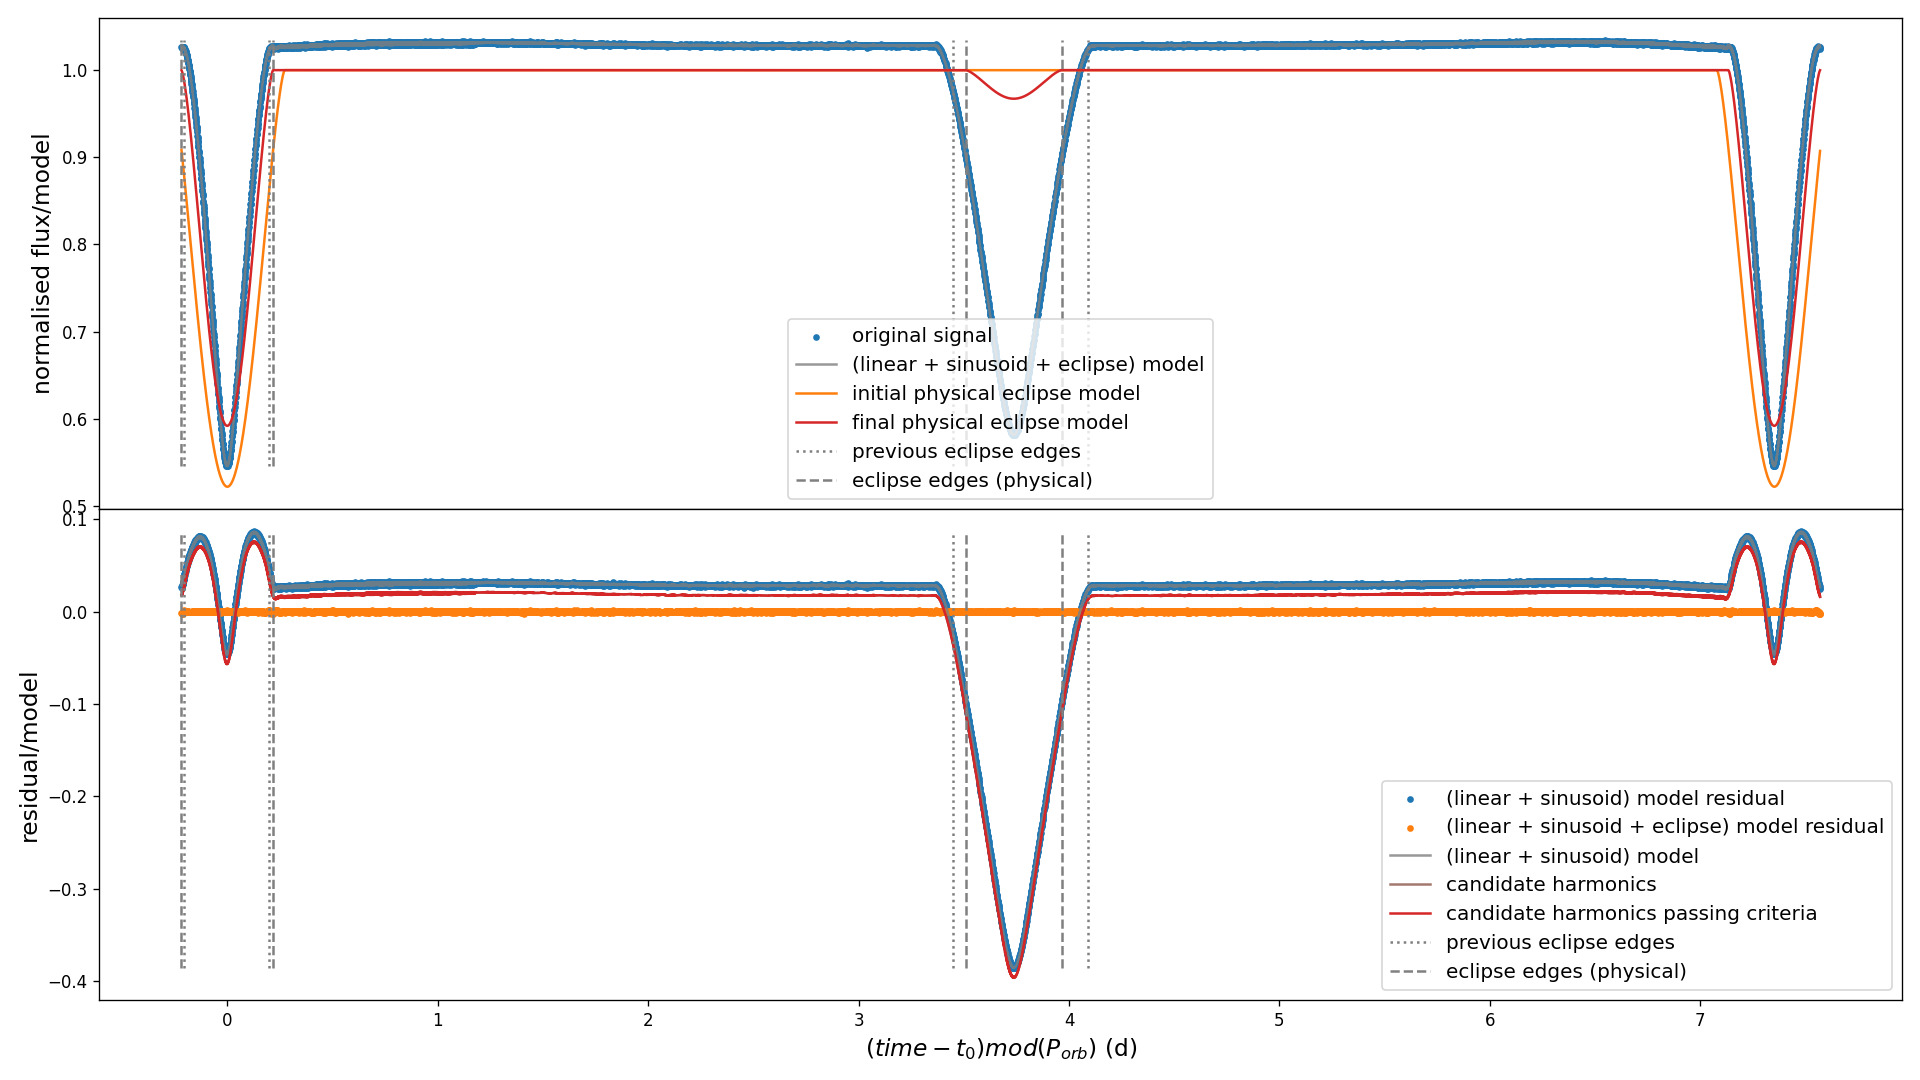 normalised flux/model
1.0
0.9
0.8
0.7
0.6
0.5
original signal
(linear + sinusoid + eclipse) model
initial physical eclipse model
final physical eclipse model
previous eclipse edges
eclipse edges (physical)
residual/model
0.1
0.0
−0.1
−0.2
−0.3
−0.4
(linear + sinusoid) model residual
(linear + sinusoid + eclipse) model residual
(linear + sinusoid) model
candidate harmonics
candidate harmonics passing criteria
previous eclipse edges
eclipse edges (physical)
0 1 2 3 4 5 6 7
(time − t₀)mod(Pₒᵣb) (d)